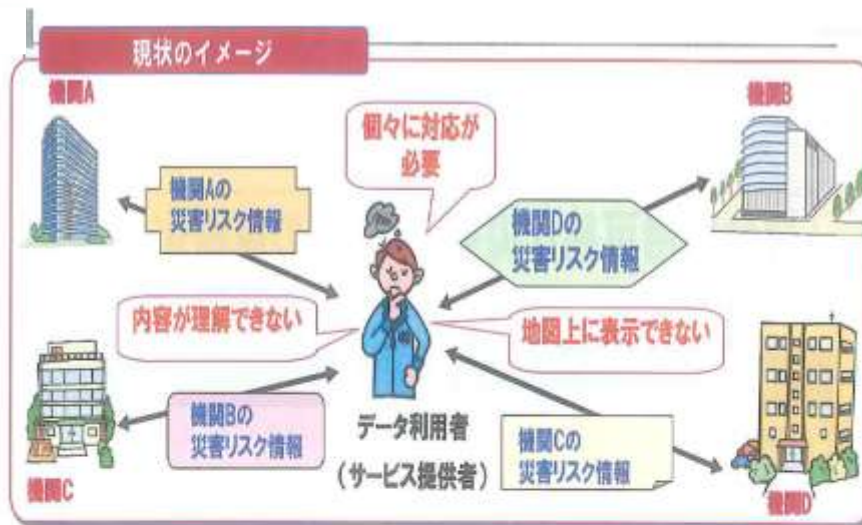 現状のイメージ
機関A
機関B
個々に対応が
必要
機関Aの
災害リスク情報
機関Dの
災害リスク情報
内容が理解できない
地図上に表示できない
機関Bの
災害リスク情報
データ利用者
(サービス提供者)
機関Cの
災害リスク情報
機関C
機関D